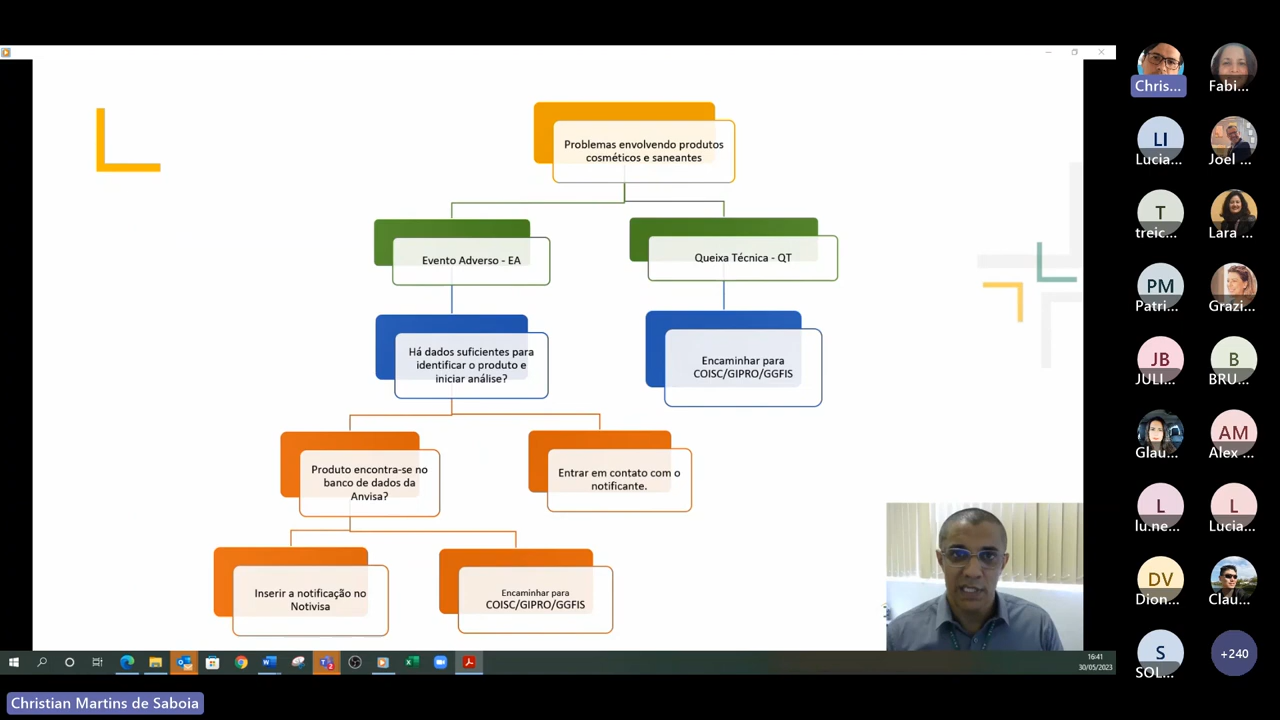 Problemas envolvendo produtos
cosméticos e saneantes
Evento Adverso - EA
Queixa Técnica - QT
Há dados suficientes para
identificar o produto e
iniciar análise?
Encaminhar para
COISC/GIPRO/GGFIS
Produto encontra-se no
banco de dados da
Anvisa?
Entrar em contato com o
notificante.
Inserir a notificação no
Notivisa
Encaminhar para
COISC/GIPRO/GGFIS
Chris...
Fabi...
LI
Lucia...
Joel ...
T
treic...
Lara ...
PM
Patri...
Grazi...
JB
JULI...
B
BRU...
Glau...
AM
Alex ...
L
lu.ne...
L
Lucia...
DV
Dion...
Clau...
S
SOL...
+240
16:41
30/05/2023
Christian Martins de Saboia